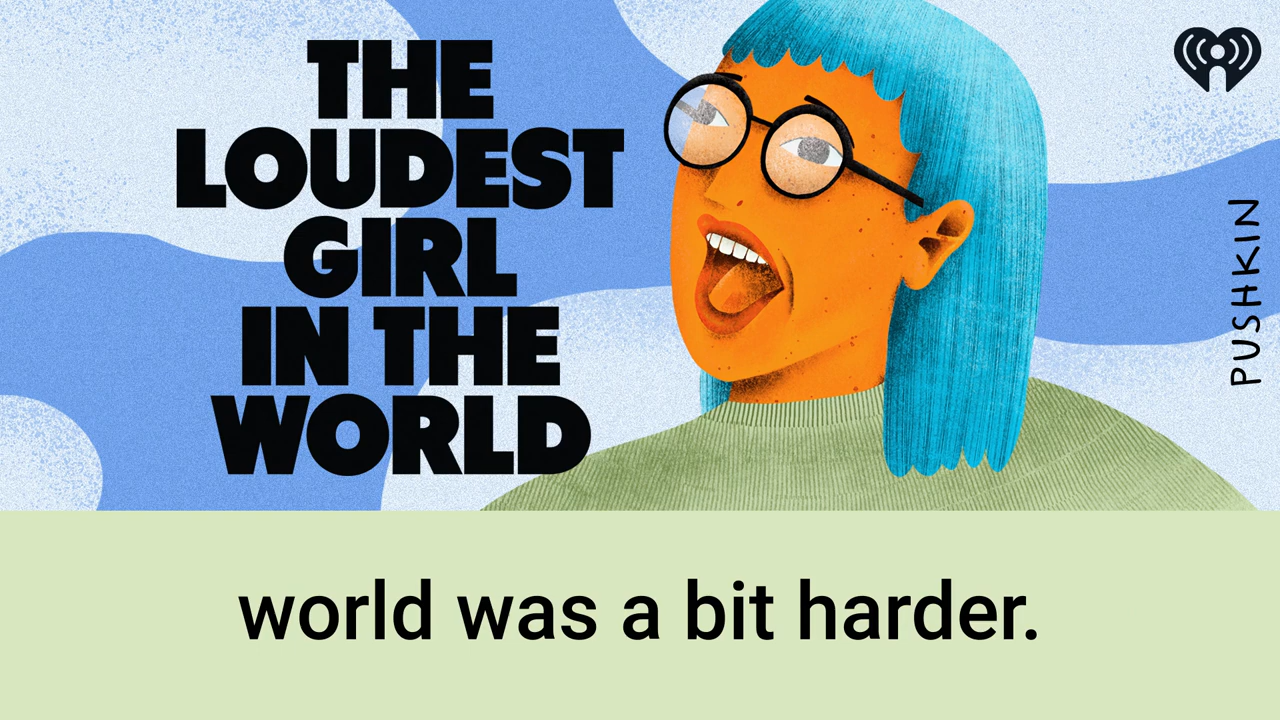 THE
LOUDEST
GIRL
IN THE
WORLD
PUSHKIN
world was a bit harder.